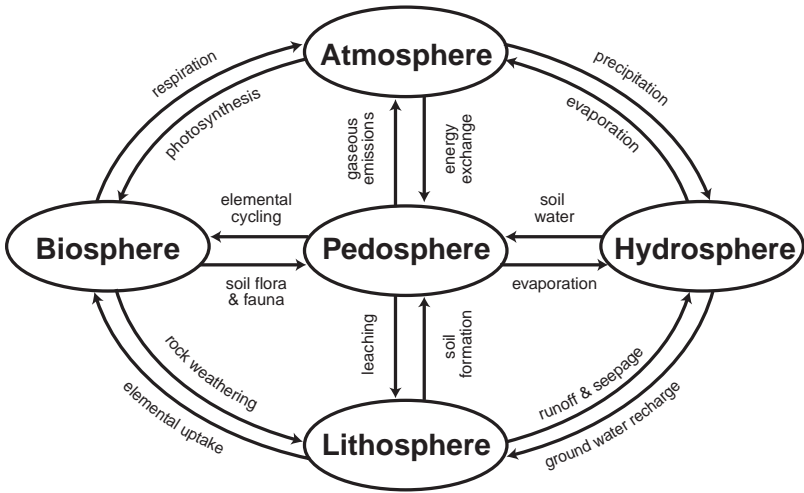 Atmosphere
respiration
photosynthesis
precipitation
evaporation
gaseous
emissions
energy
exchange
elemental
cycling
soil
water
Biosphere
Pedosphere
Hydrosphere
soil flora
& fauna
evaporation
leaching
soil
formation
rock weathering
elemental uptake
runoff & seepage
ground water recharge
Lithosphere